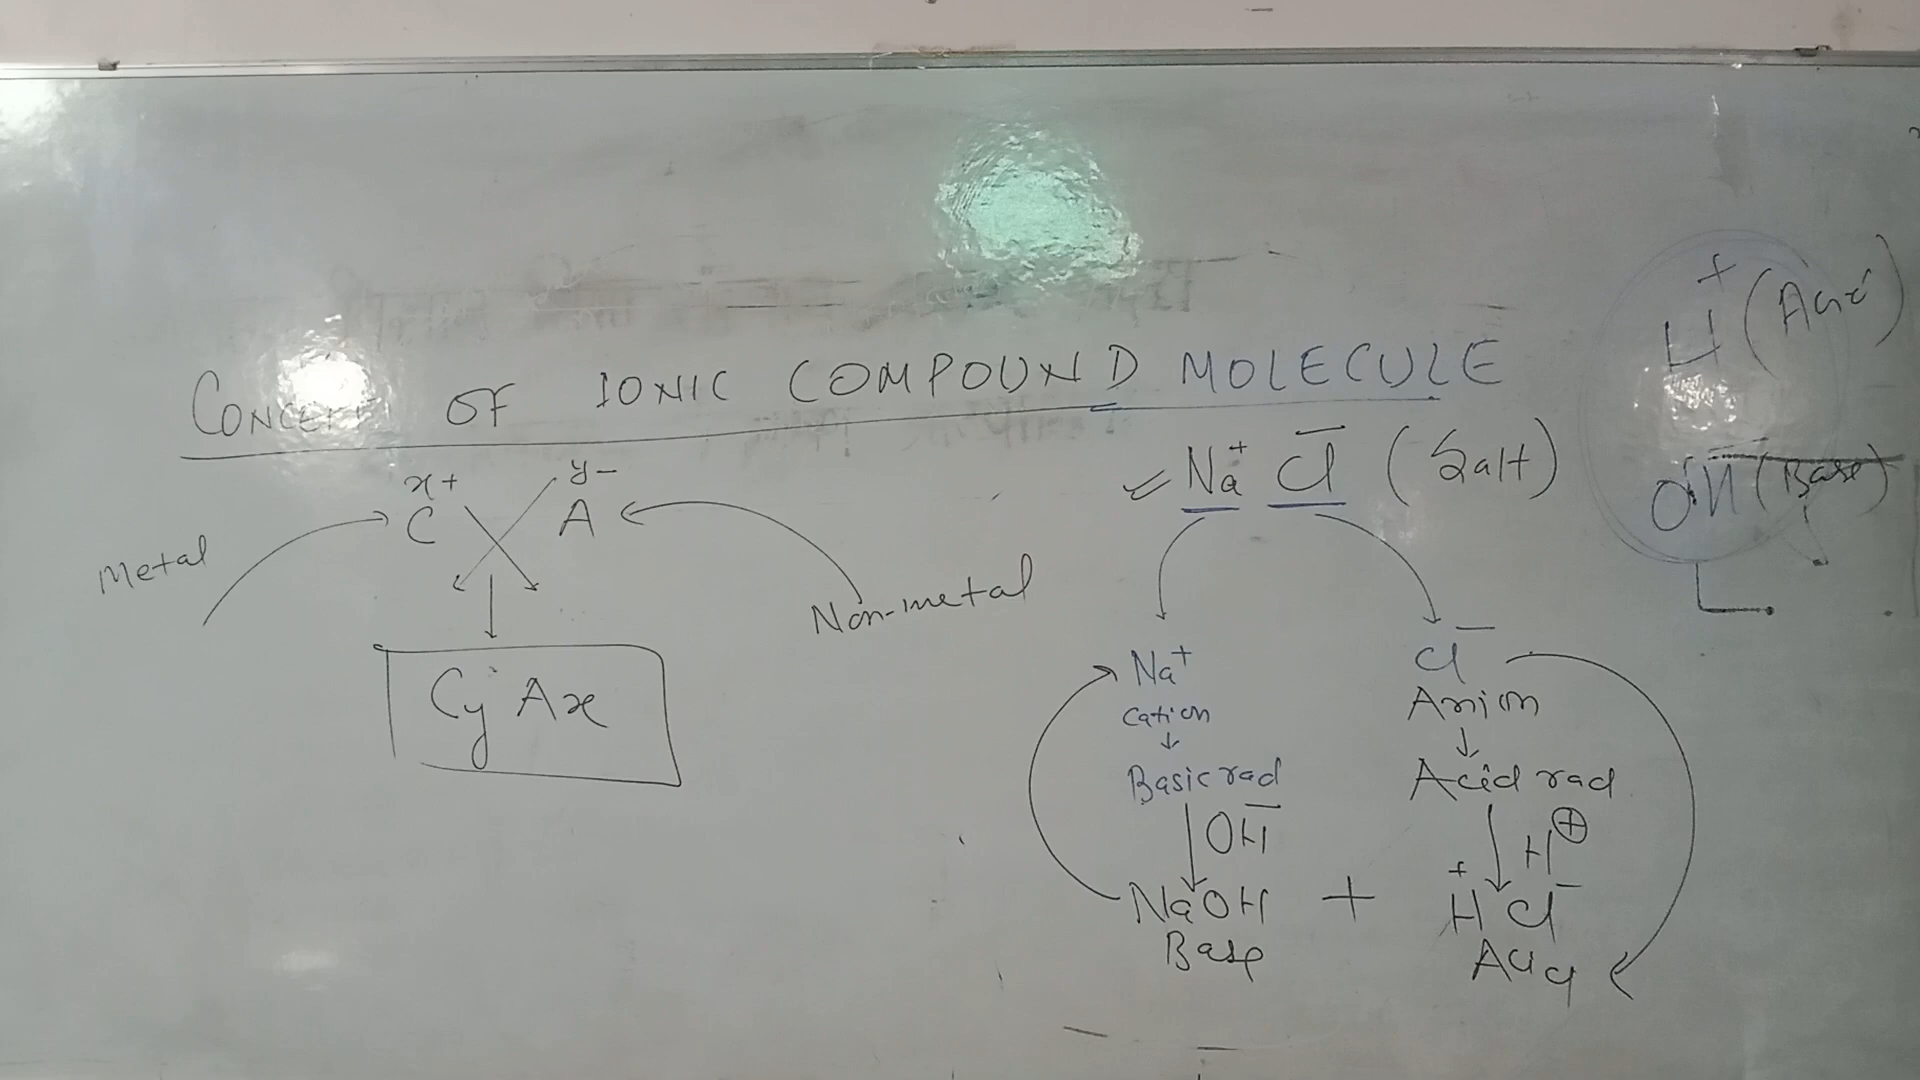 CONCEPT OF IONIC COMPOUND MOLECULE
x+ y-
C A
Metal
Non-metal
Cy Ax
Na+ Cl- (Salt)
H+ (Acid)
OH- (Base)
Na+
Cation
↓
Basic rad
↓ OH-
NaOH
Base
+
Cl-
Anion
↓
Acid rad
↓ H⊕
H+ Cl-
Acid